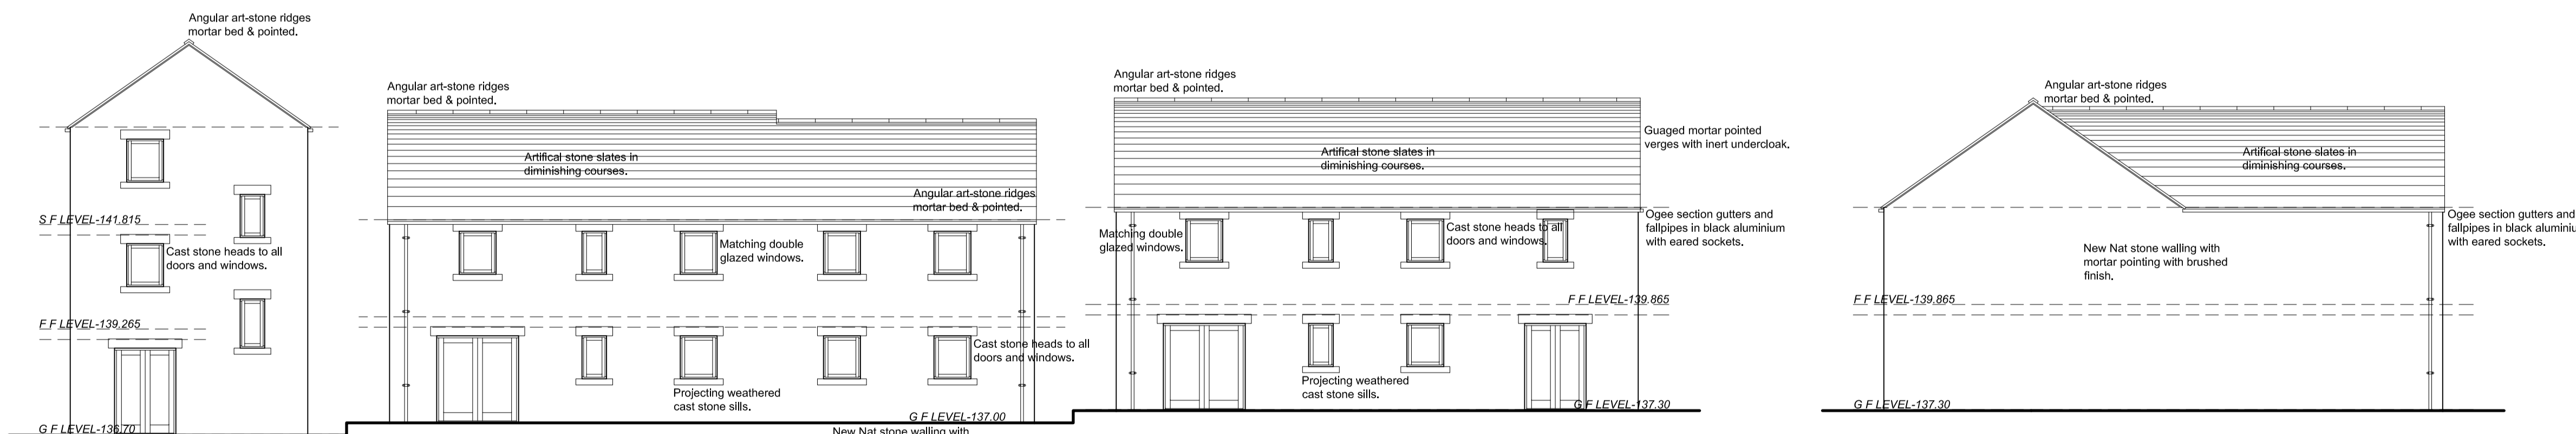 Angular art-stone ridges
mortar bed & pointed.
S F LEVEL-141.815
Cast stone heads to all
doors and windows.
F F LEVEL-139.265
G F LEVEL-136.70
Angular art-stone ridges
mortar bed & pointed.
Artifical stone slates in
diminishing courses.
Angular art-stone ridges
mortar bed & pointed.
Matching double
glazed windows.
Cast stone heads to all
doors and windows.
Projecting weathered
cast stone sills.
G F LEVEL-137.00
New Nat stone walling with
Angular art-stone ridges
mortar bed & pointed.
Guaged mortar pointed
verges with inert undercloak.
Artifical stone slates in
diminishing courses.
Matching double
glazed windows.
Cast stone heads to all
doors and windows.
Ogee section gutters and
fallpipes in black aluminium
with eared sockets.
F F LEVEL-139.865
Projecting weathered
cast stone sills.
G F LEVEL-137.30
Angular art-stone ridges
mortar bed & pointed.
Artifical stone slates in
diminishing courses.
Ogee section gutters and
fallpipes in black aluminiu
with eared sockets.
New Nat stone walling with
mortar pointing with brushed
finish.
F F LEVEL-139.865
G F LEVEL-137.30